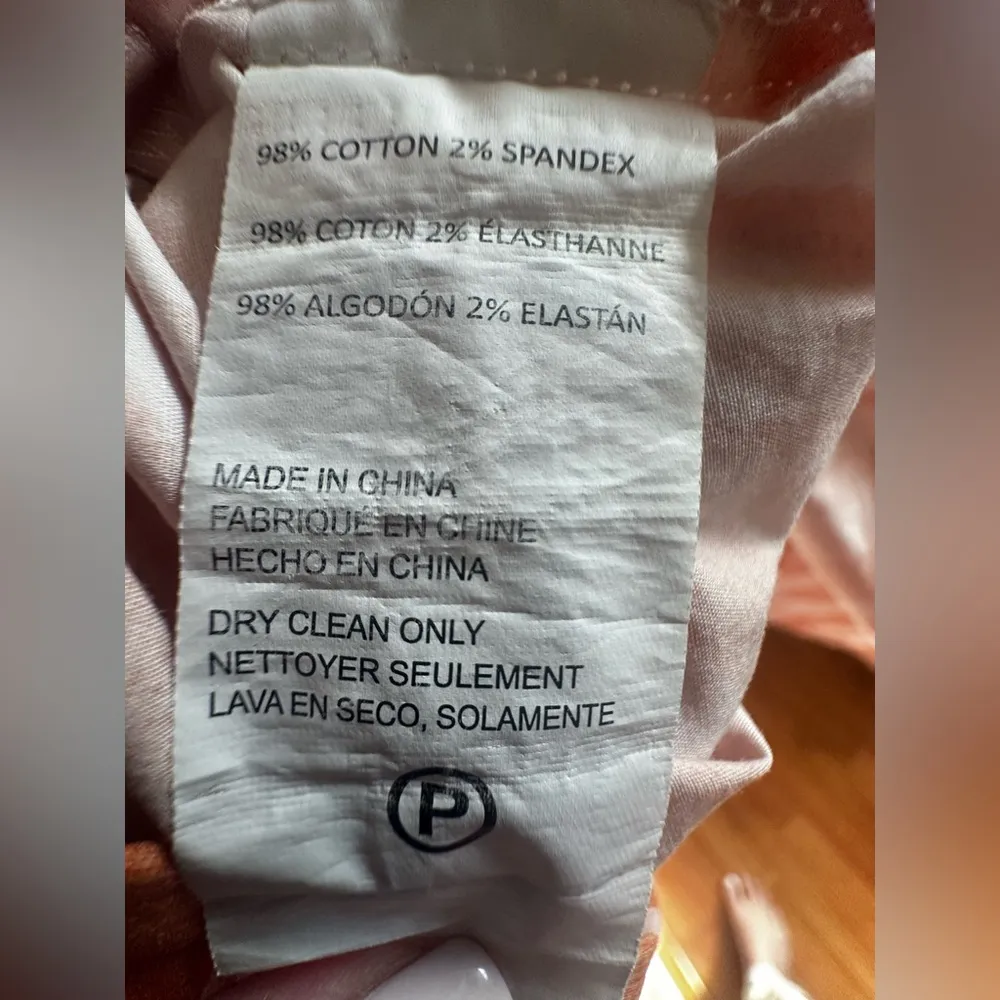 98% COTTON 2% SPANDEX
98% COTON 2% ÉLASTHANNE
98% ALGODÓN 2% ELASTÁN
MADE IN CHINA
FABRIQUÉ EN CHINE
HECHO EN CHINA
DRY CLEAN ONLY
NETTOYER SEULEMENT
LAVA EN SECO, SOLAMENTE
P